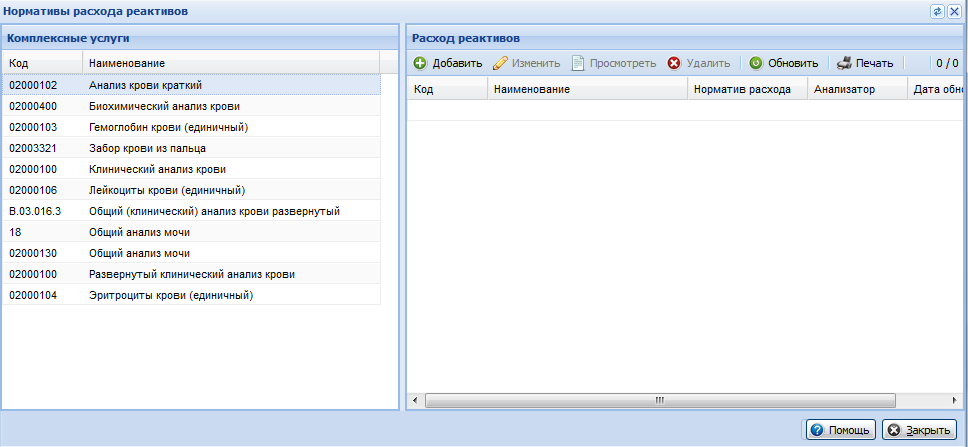 Нормативы расхода реактивов
Комплексные услуги
Код Наименование
02000102 Анализ крови краткий
02000400 Биохимический анализ крови
02000103 Гемоглобин крови (единичный)
02003321 Забор крови из пальца
02000100 Клинический анализ крови
02000106 Лейкоциты крови (единичный)
B.03.016.3 Общий (клинический) анализ крови развернутый
18 Общий анализ мочи
02000130 Общий анализ мочи
02000100 Развернутый клинический анализ крови
02000104 Эритроциты крови (единичный)
Расход реактивов
Добавить Изменить Просмотреть Удалить Обновить Печать 0 / 0
Код Наименование Норматив расхода Анализатор Дата обно
Помощь Закрыть